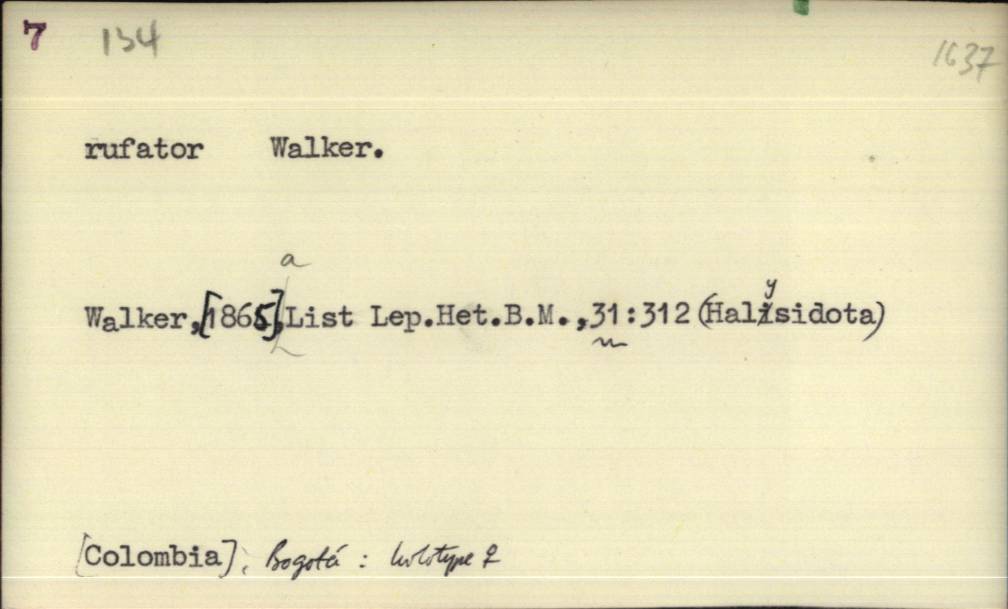 7 134
1637
rufator Walker.
a
Walker,[1865],List Lep.Het.B.M.,31:312 (Halysidota)
[Colombia], Bogotá : holotype ♀